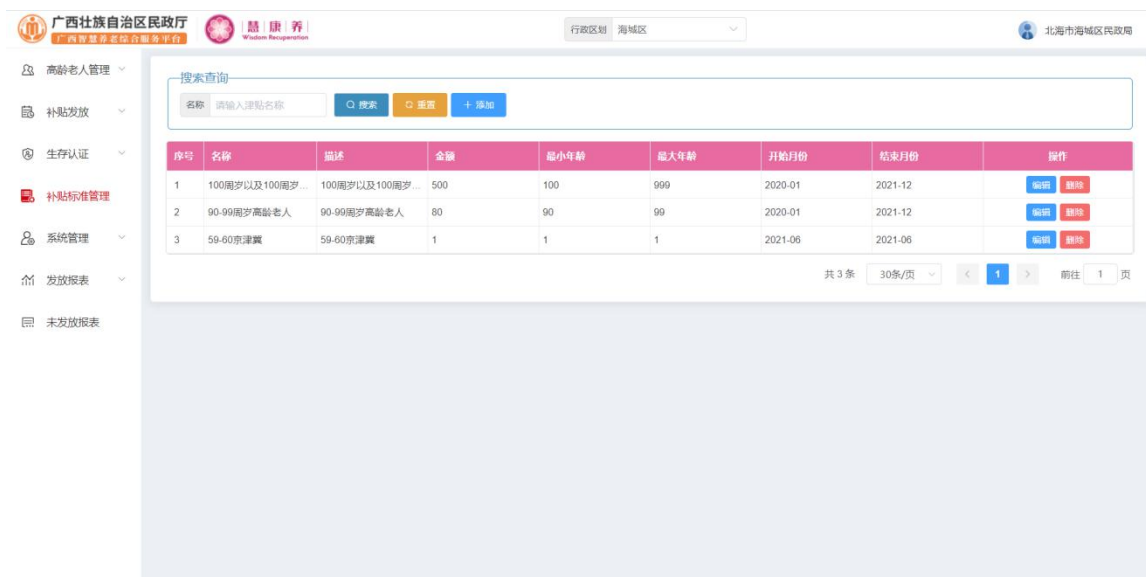 广西壮族自治区民政厅
广西智慧养老综合服务平台
慧康养
Wisdom Recuperation
行政区划 海城区
北海市海城区民政局
高龄老人管理
补贴发放
生存认证
补贴标准管理
系统管理
发放报表
未发放报表
搜索查询
名称 请输入津贴名称 搜索 重置 + 添加
序号 名称 描述 金额 最小年龄 最大年龄 开始月份 结束月份 操作
1 100周岁以及100周岁... 100周岁以及100周岁... 500 100 999 2020-01 2021-12 编辑 删除
2 90-99周岁高龄老人 90-99周岁高龄老人 80 90 99 2020-01 2021-12 编辑 删除
3 59-60京津冀 59-60京津冀 1 1 1 2021-06 2021-06 编辑 删除
共 3 条 30条/页 < 1 > 前往 1 页